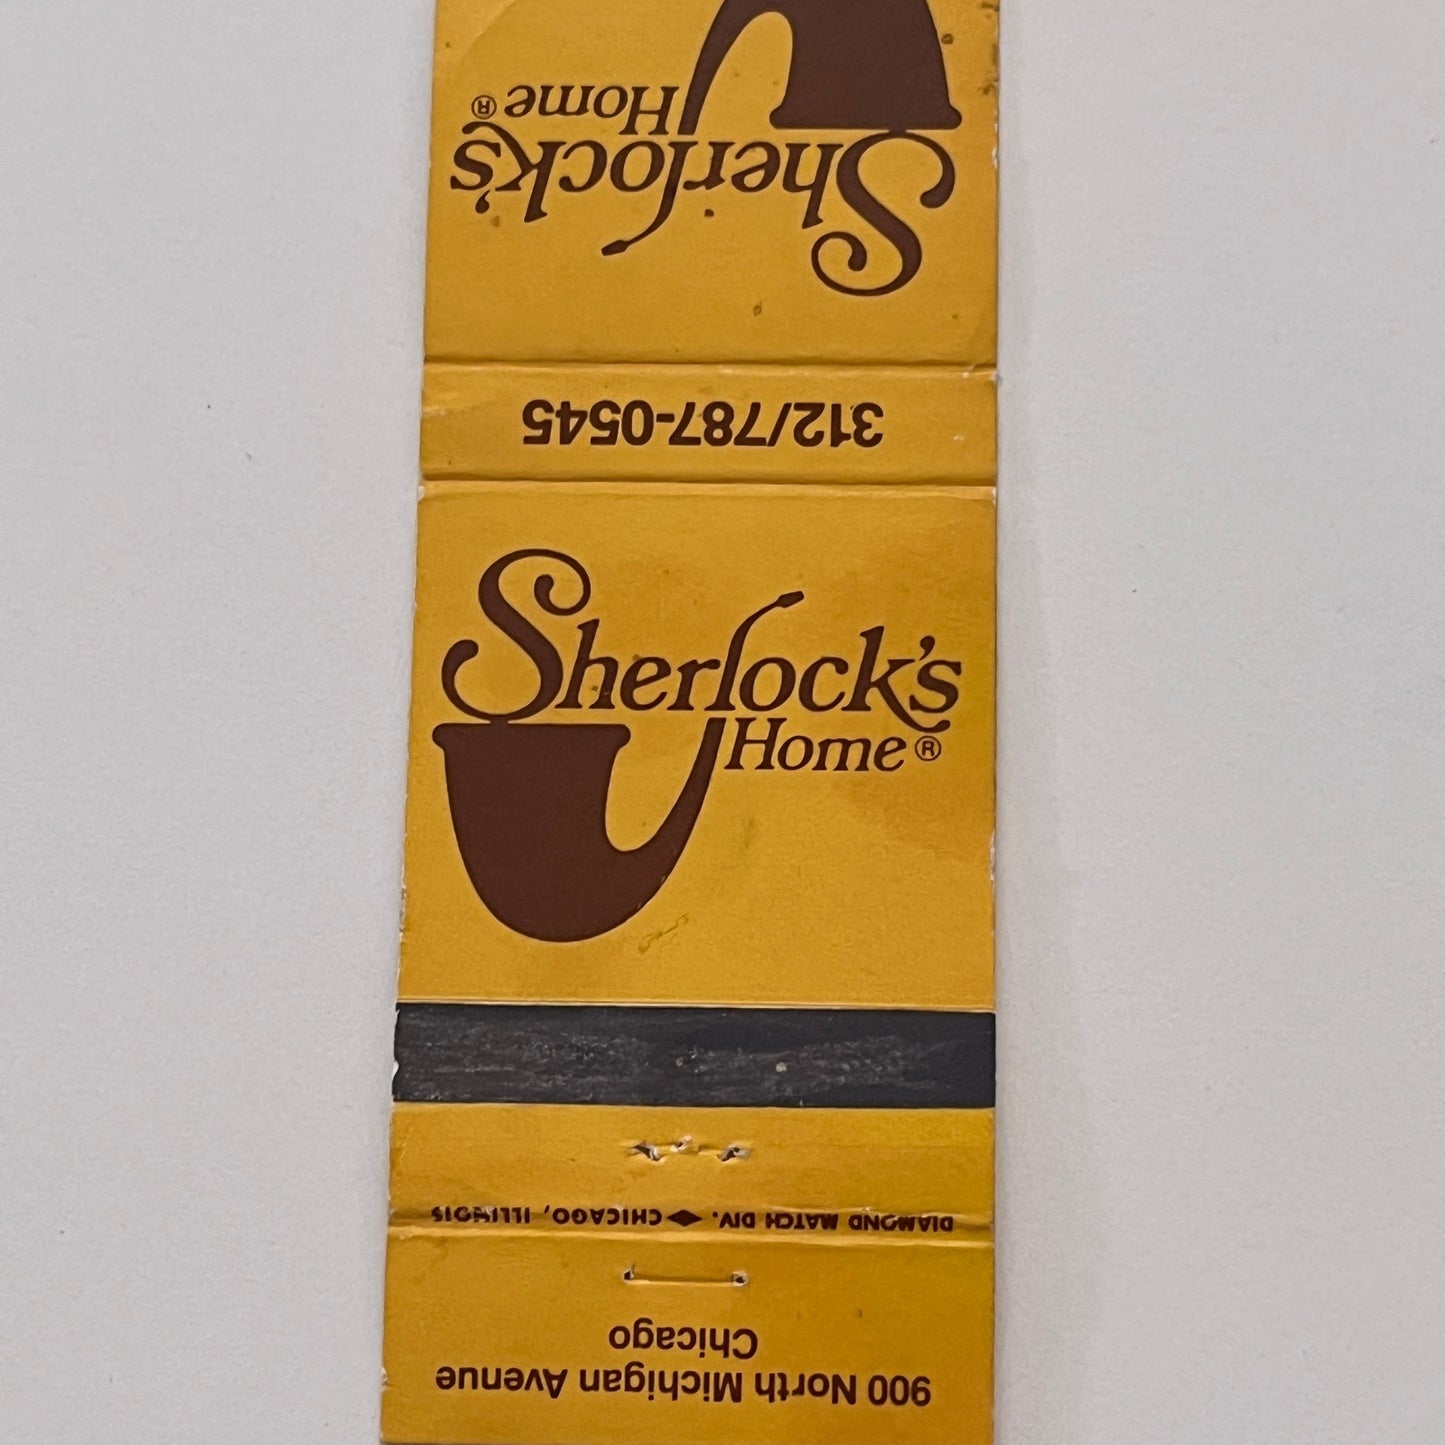 Sherlock's
Home®
312/787-0545
Sherlock's
Home®
DIAMOND MATCH DIV. CHICAGO, ILLINOIS
900 North Michigan Avenue
Chicago